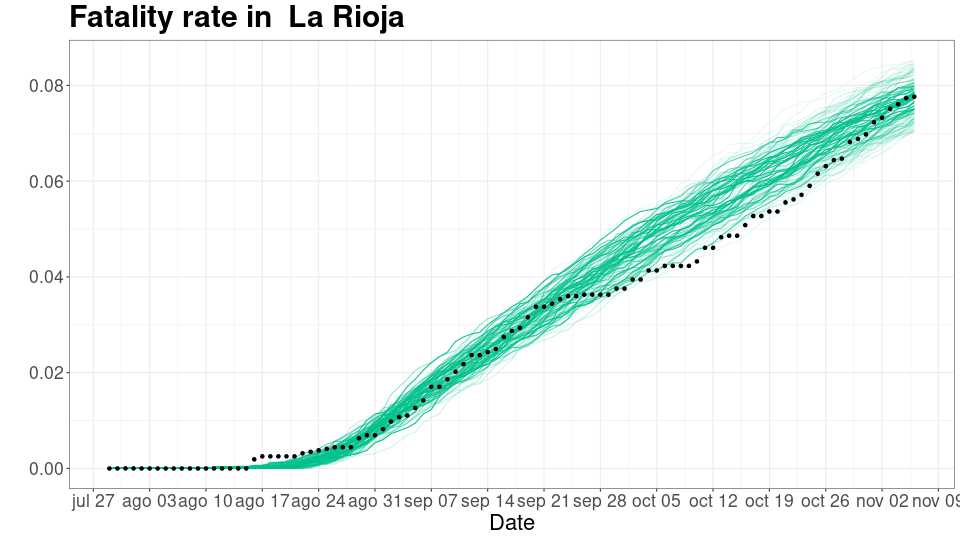 Fatality rate in  La Rioja
0.08
0.06
0.04
0.02
0.00
jul 27 ago 03 ago 10 ago 17 ago 24 ago 31 sep 07 sep 14 sep 21 sep 28 oct 05 oct 12 oct 19 oct 26 nov 02 nov 09
Date